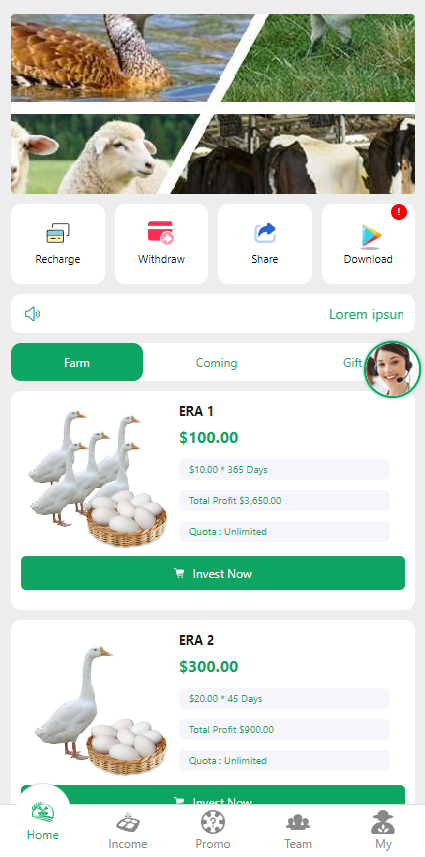 Recharge
Withdraw
Share
!
Download
Lorem ipsum
Farm
Coming
Gift
ERA 1
$100.00
$10.00 * 365 Days
Total Profit $3,650.00
Quota : Unlimited
Invest Now
ERA 2
$300.00
$20.00 * 45 Days
Total Profit $900.00
Quota : Unlimited
Invest Now
Home
Income
Promo
Team
My